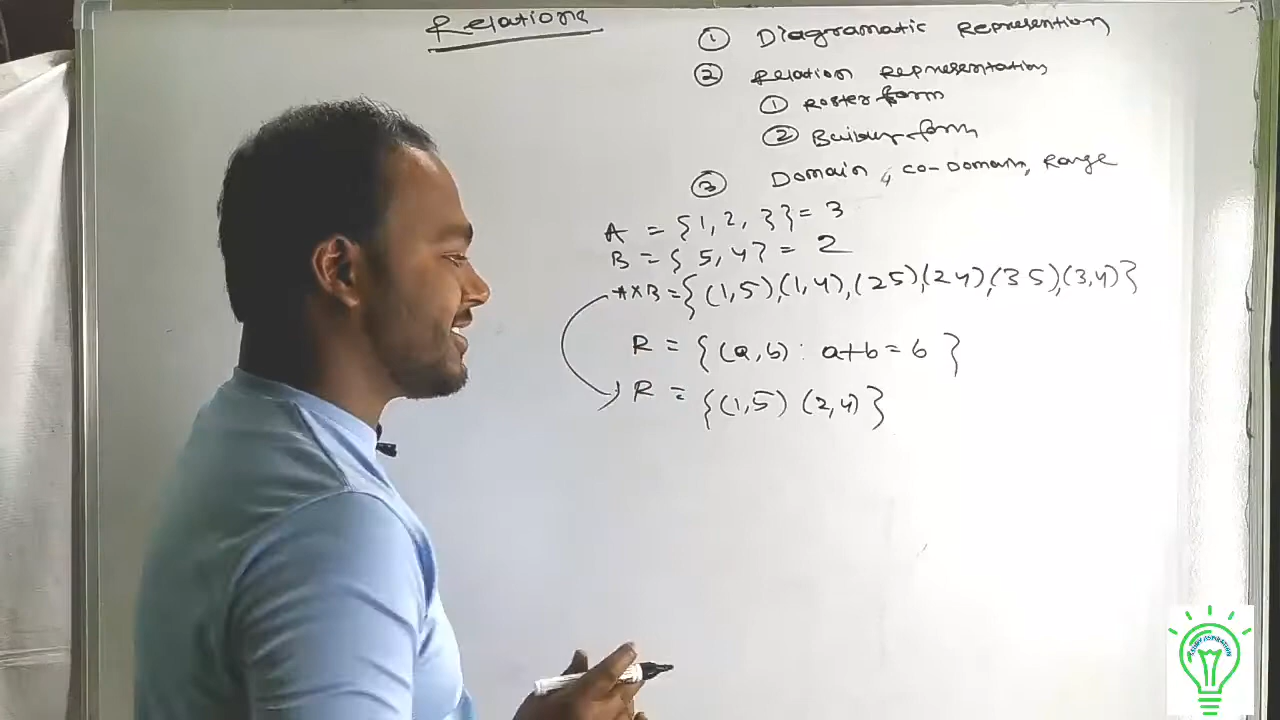 Relations
① Diagramatic Represention
② Relation Representation
① Roster form
② Builder form
③ Domain, co-Domain, Range
A = {1, 2, 3} = 3
B = {5, 4} = 2
A×B = {(1,5),(1,4),(2 5),(2 4),(3 5),(3,4)}
R = {(a,b) : a+b = 6 }
R = {(1,5) (2,4)}